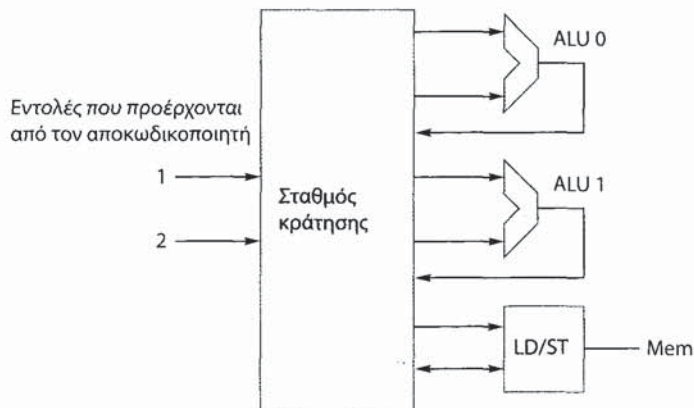 Εντολές που προέρχονται
από τον αποκωδικοποιητή
1
2
Σταθμός
κράτησης
ALU 0
ALU 1
LD/ST
Mem